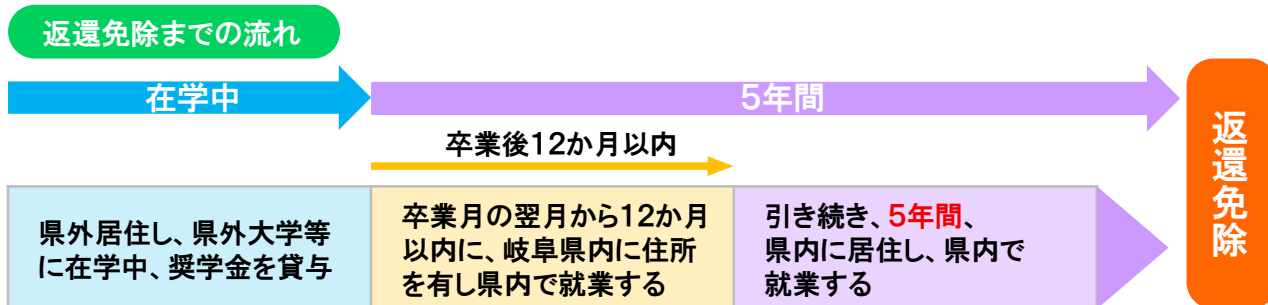 返還免除までの流れ
在学中
5年間
卒業後12か月以内
県外居住し、県外大学等
に在学中、奨学金を貸与
卒業月の翌月から12か月
以内に、岐阜県内に住所
を有し県内で就業する
引き続き、5年間、
県内に居住し、県内で
就業する
返還免除